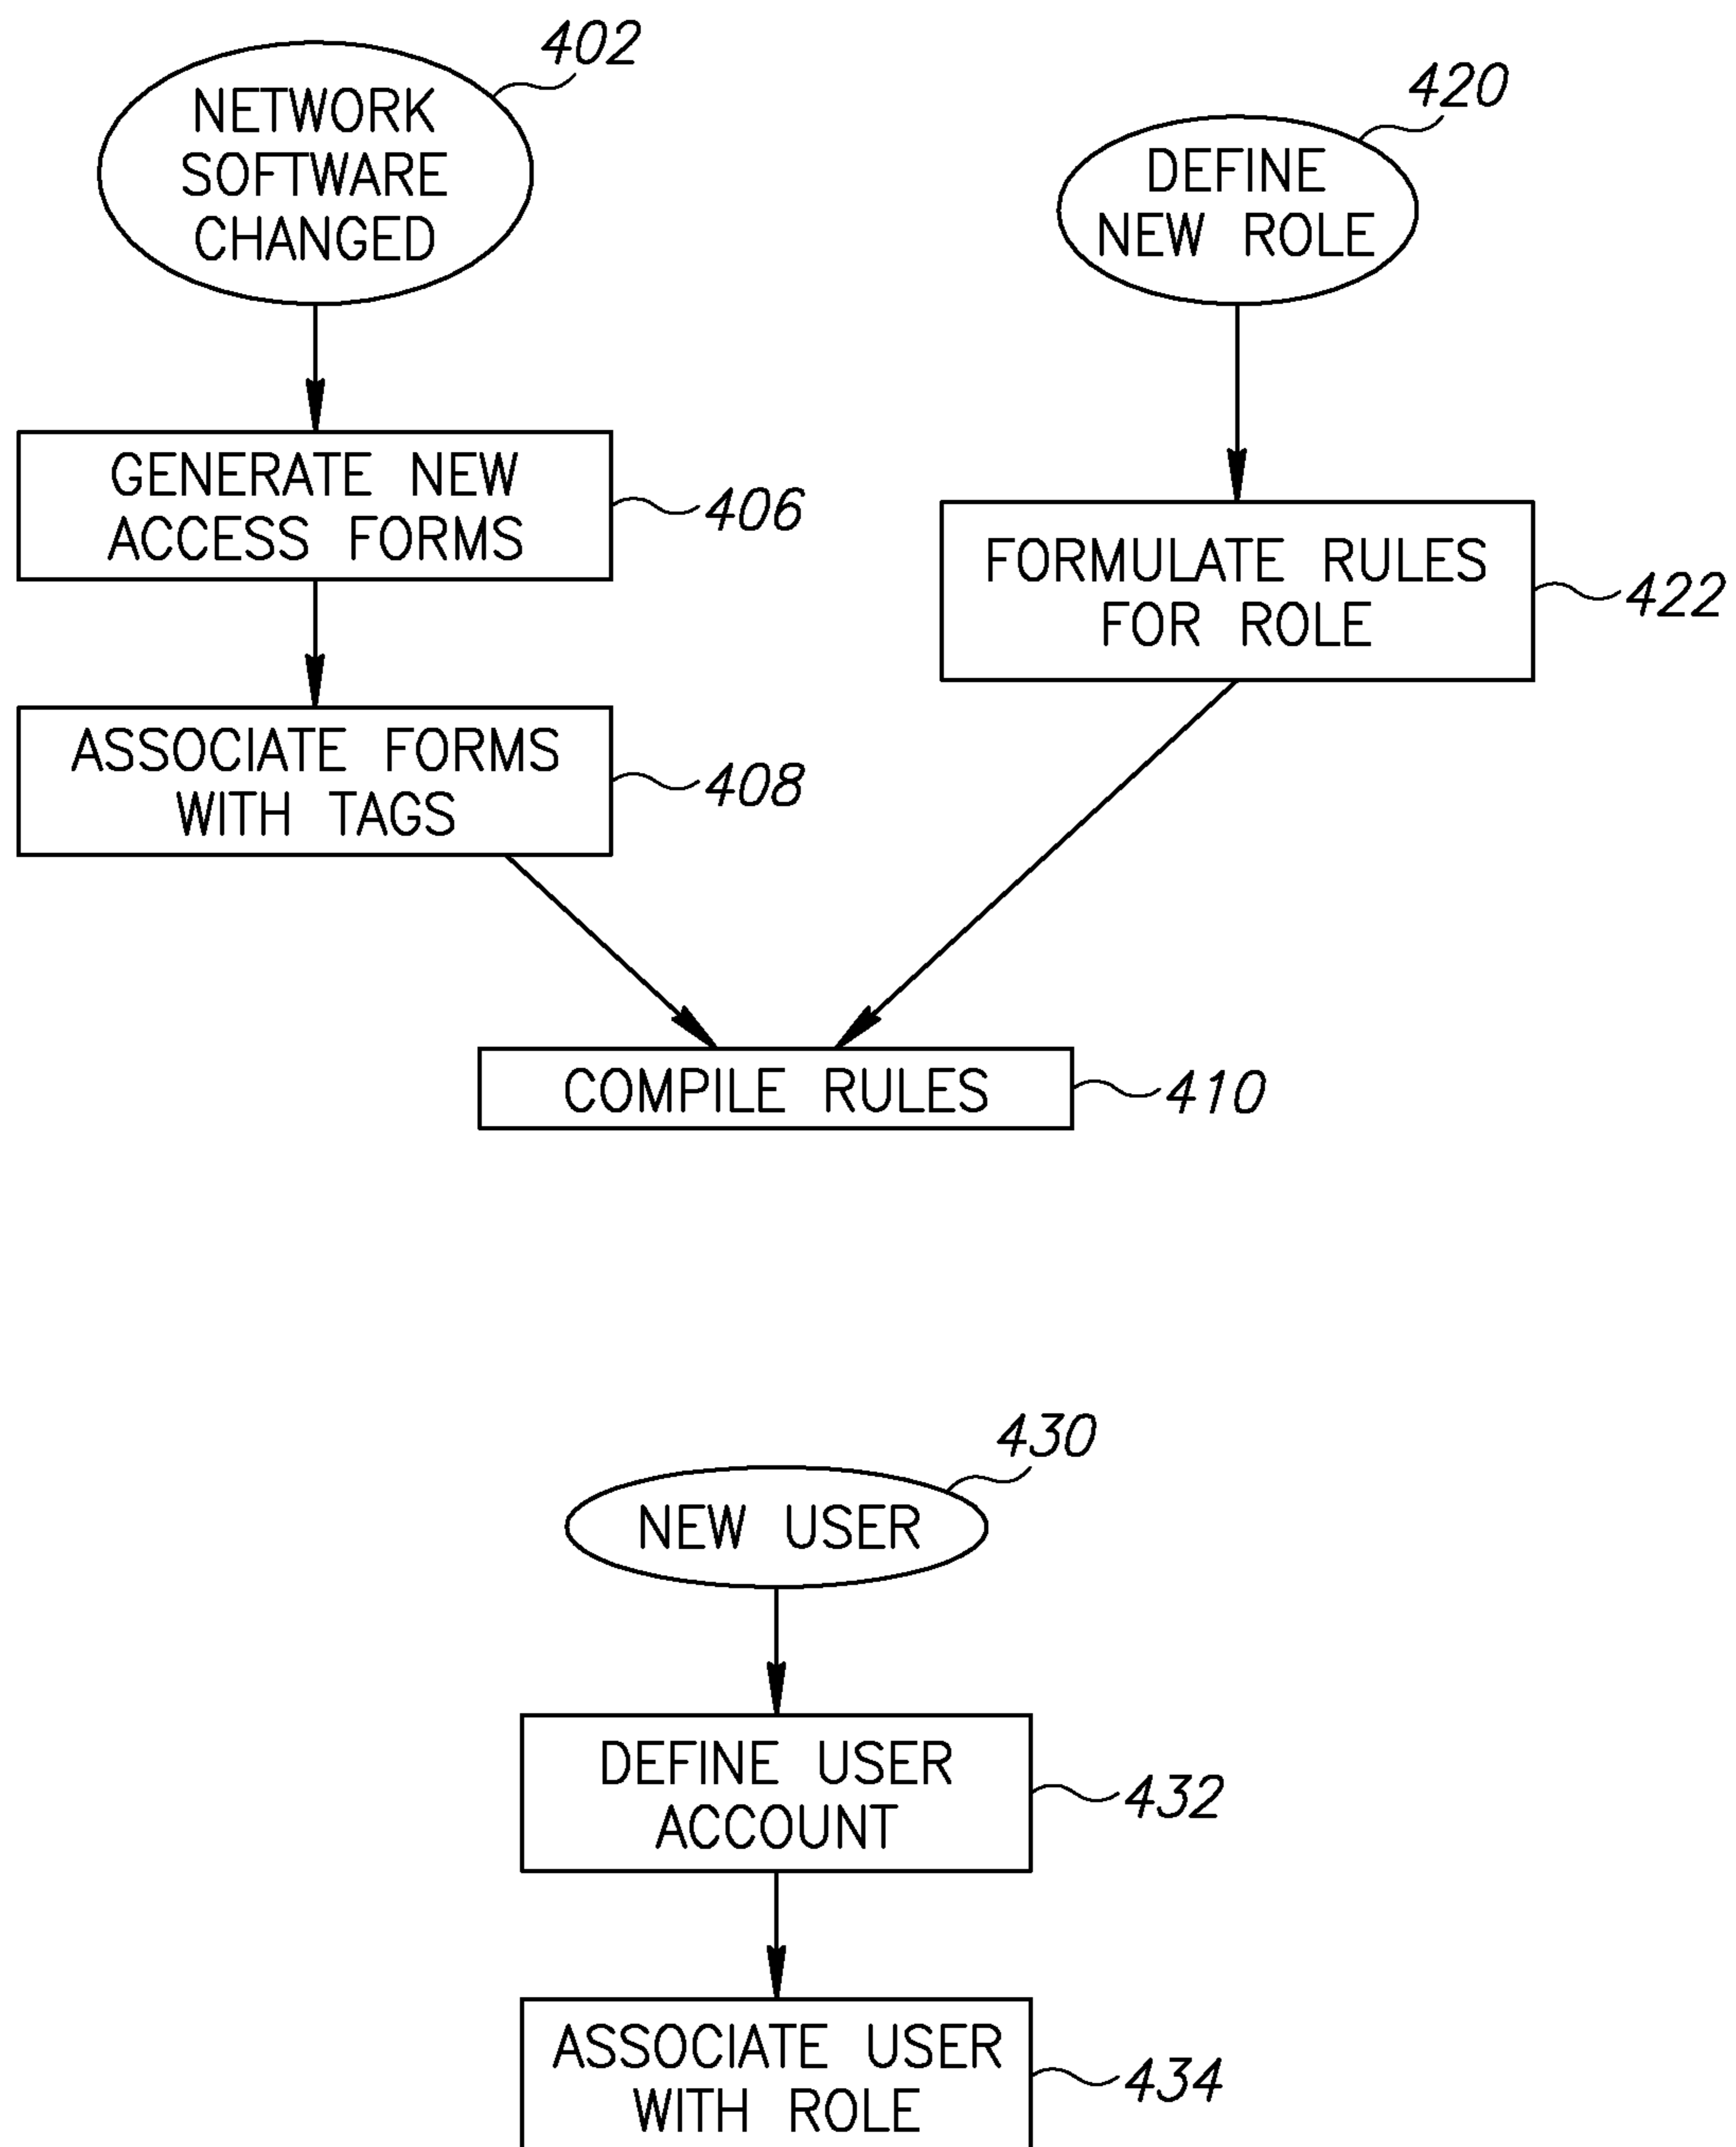 402
NETWORK
SOFTWARE
CHANGED
420
DEFINE
NEW ROLE
GENERATE NEW
ACCESS FORMS
406
FORMULATE RULES
FOR ROLE
422
ASSOCIATE FORMS
WITH TAGS
408
COMPILE RULES
410
430
NEW USER
DEFINE USER
ACCOUNT
432
ASSOCIATE USER
WITH ROLE
434